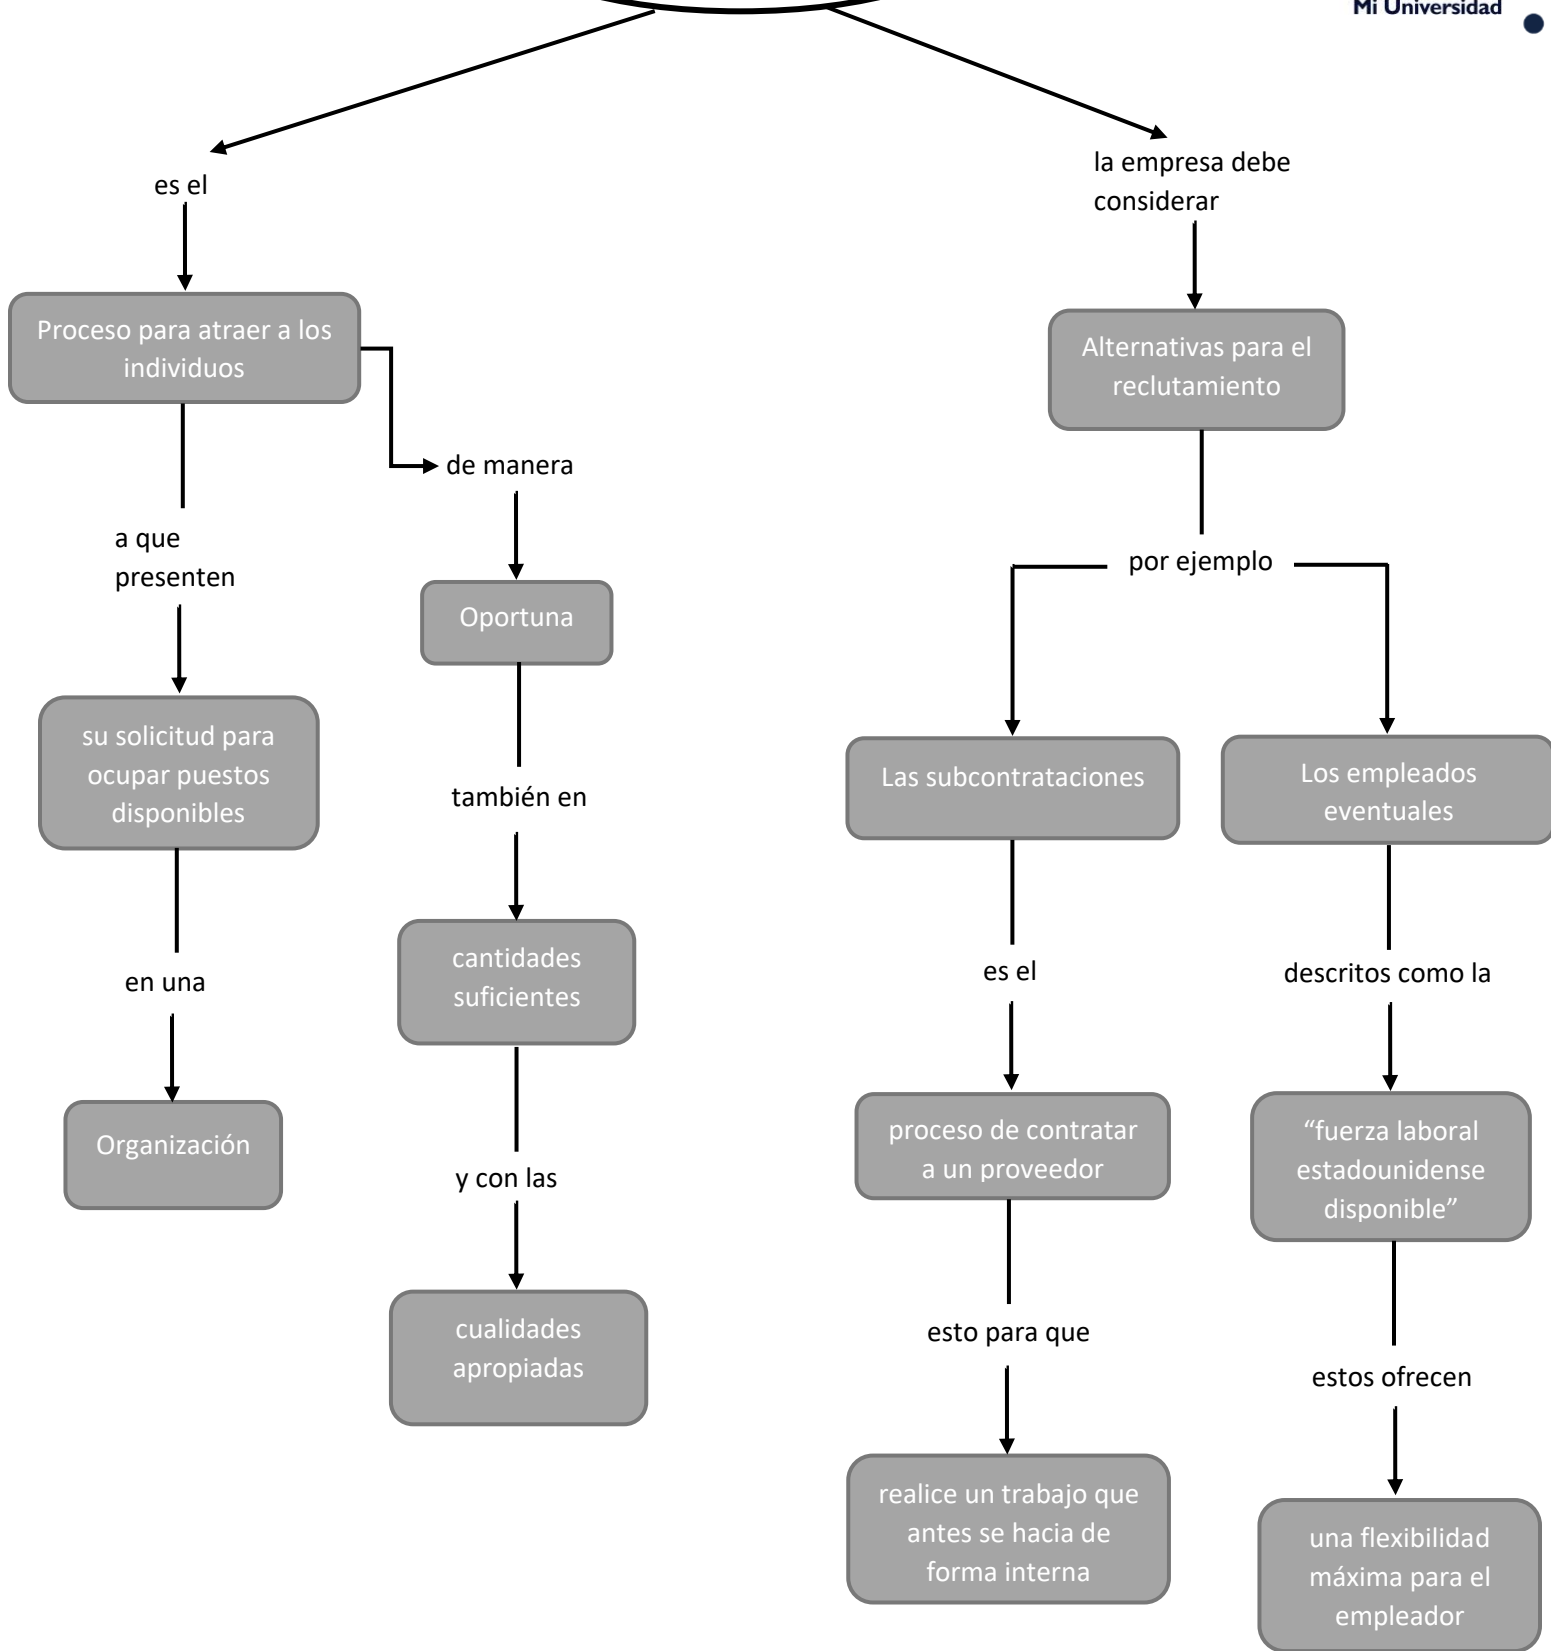 Mi Universidad
es el
Proceso para atraer a los
individuos
a que
presenten
su solicitud para
ocupar puestos
disponibles
en una
Organización
de manera
Oportuna
también en
cantidades
suficientes
y con las
cualidades
apropiadas
la empresa debe
considerar
Alternativas para el
reclutamiento
por ejemplo
Las subcontrataciones
es el
proceso de contratar
a un proveedor
esto para que
realice un trabajo que
antes se hacia de
forma interna
Los empleados
eventuales
descritos como la
“fuerza laboral
estadounidense
disponible”
estos ofrecen
una flexibilidad
máxima para el
empleador